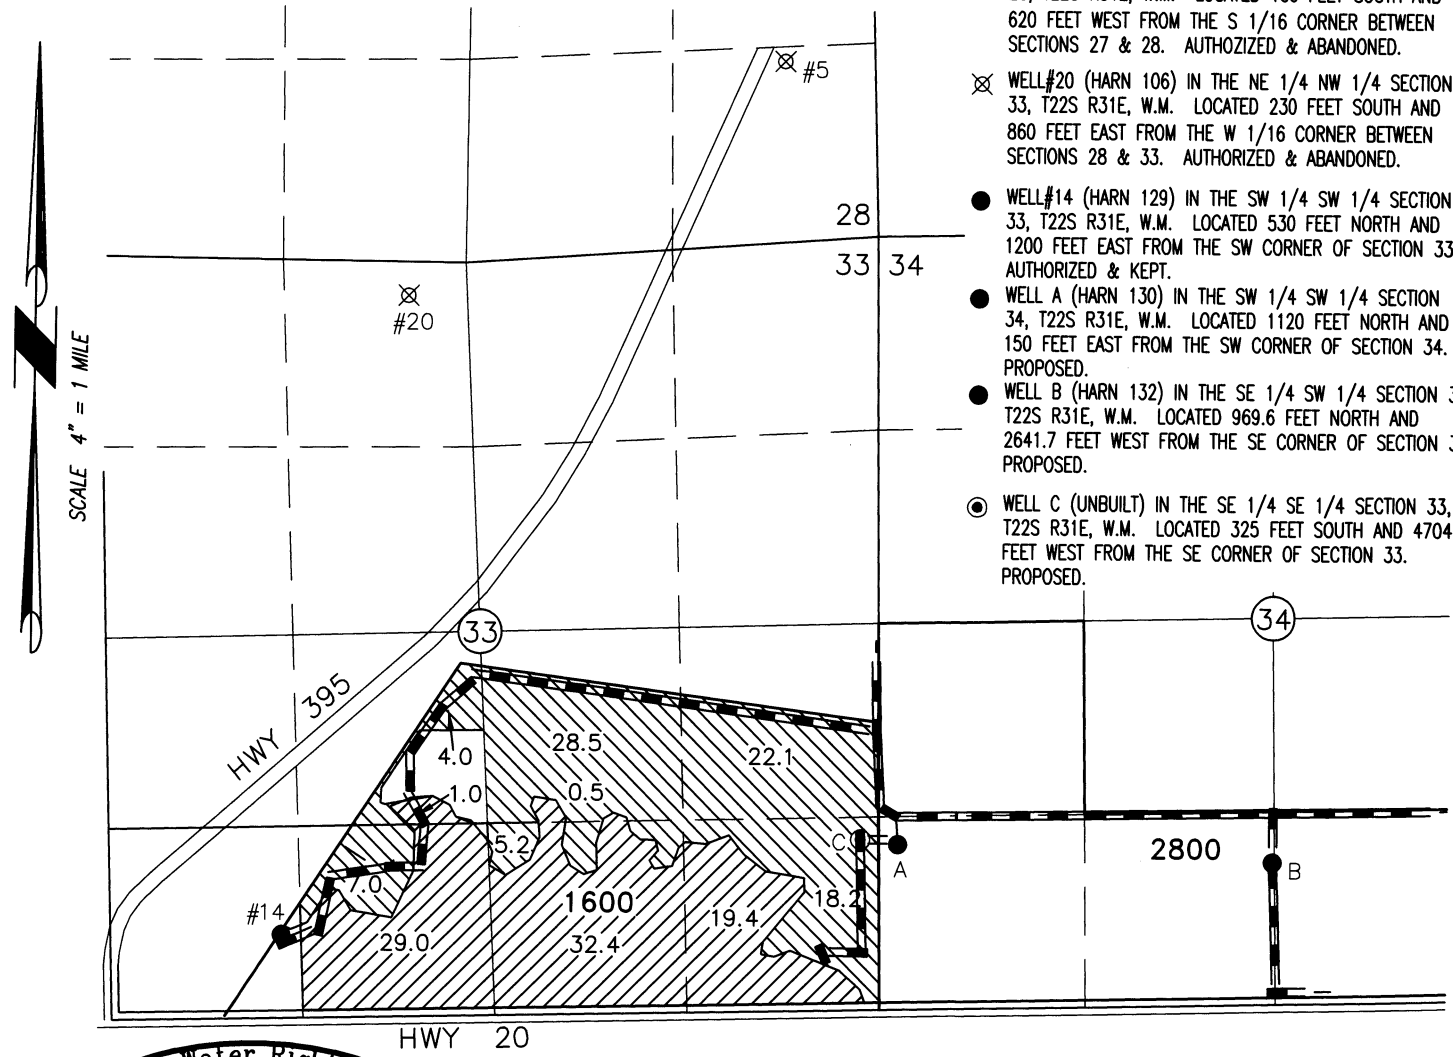 620 FEET WEST FROM THE S 1/16 CORNER BETWEEN
SECTIONS 27 & 28. AUTHOZIZED & ABANDONED.
WELL#20 (HARN 106) IN THE NE 1/4 NW 1/4 SECTION
33, T22S R31E, W.M. LOCATED 230 FEET SOUTH AND
860 FEET EAST FROM THE W 1/16 CORNER BETWEEN
SECTIONS 28 & 33. AUTHORIZED & ABANDONED.
WELL#14 (HARN 129) IN THE SW 1/4 SW 1/4 SECTION
33, T22S R31E, W.M. LOCATED 530 FEET NORTH AND
1200 FEET EAST FROM THE SW CORNER OF SECTION 33
AUTHORIZED & KEPT.
WELL A (HARN 130) IN THE SW 1/4 SW 1/4 SECTION
34, T22S R31E, W.M. LOCATED 1120 FEET NORTH AND
150 FEET EAST FROM THE SW CORNER OF SECTION 34.
PROPOSED.
WELL B (HARN 132) IN THE SE 1/4 SW 1/4 SECTION
T22S R31E, W.M. LOCATED 969.6 FEET NORTH AND
2641.7 FEET WEST FROM THE SE CORNER OF SECTION
PROPOSED.
WELL C (UNBUILT) IN THE SE 1/4 SE 1/4 SECTION 33,
T22S R31E, W.M. LOCATED 325 FEET SOUTH AND 4704
FEET WEST FROM THE SE CORNER OF SECTION 33.
PROPOSED.
#5
28
33 34
#20
SCALE 4" = 1 MILE
33
34
HWY 395
28.5
22.1
4.0
1.0
0.5
5.2
C
A
2800
B
7.0
1600
18.2
#14
29.0
32.4
19.4
HWY 20
Water